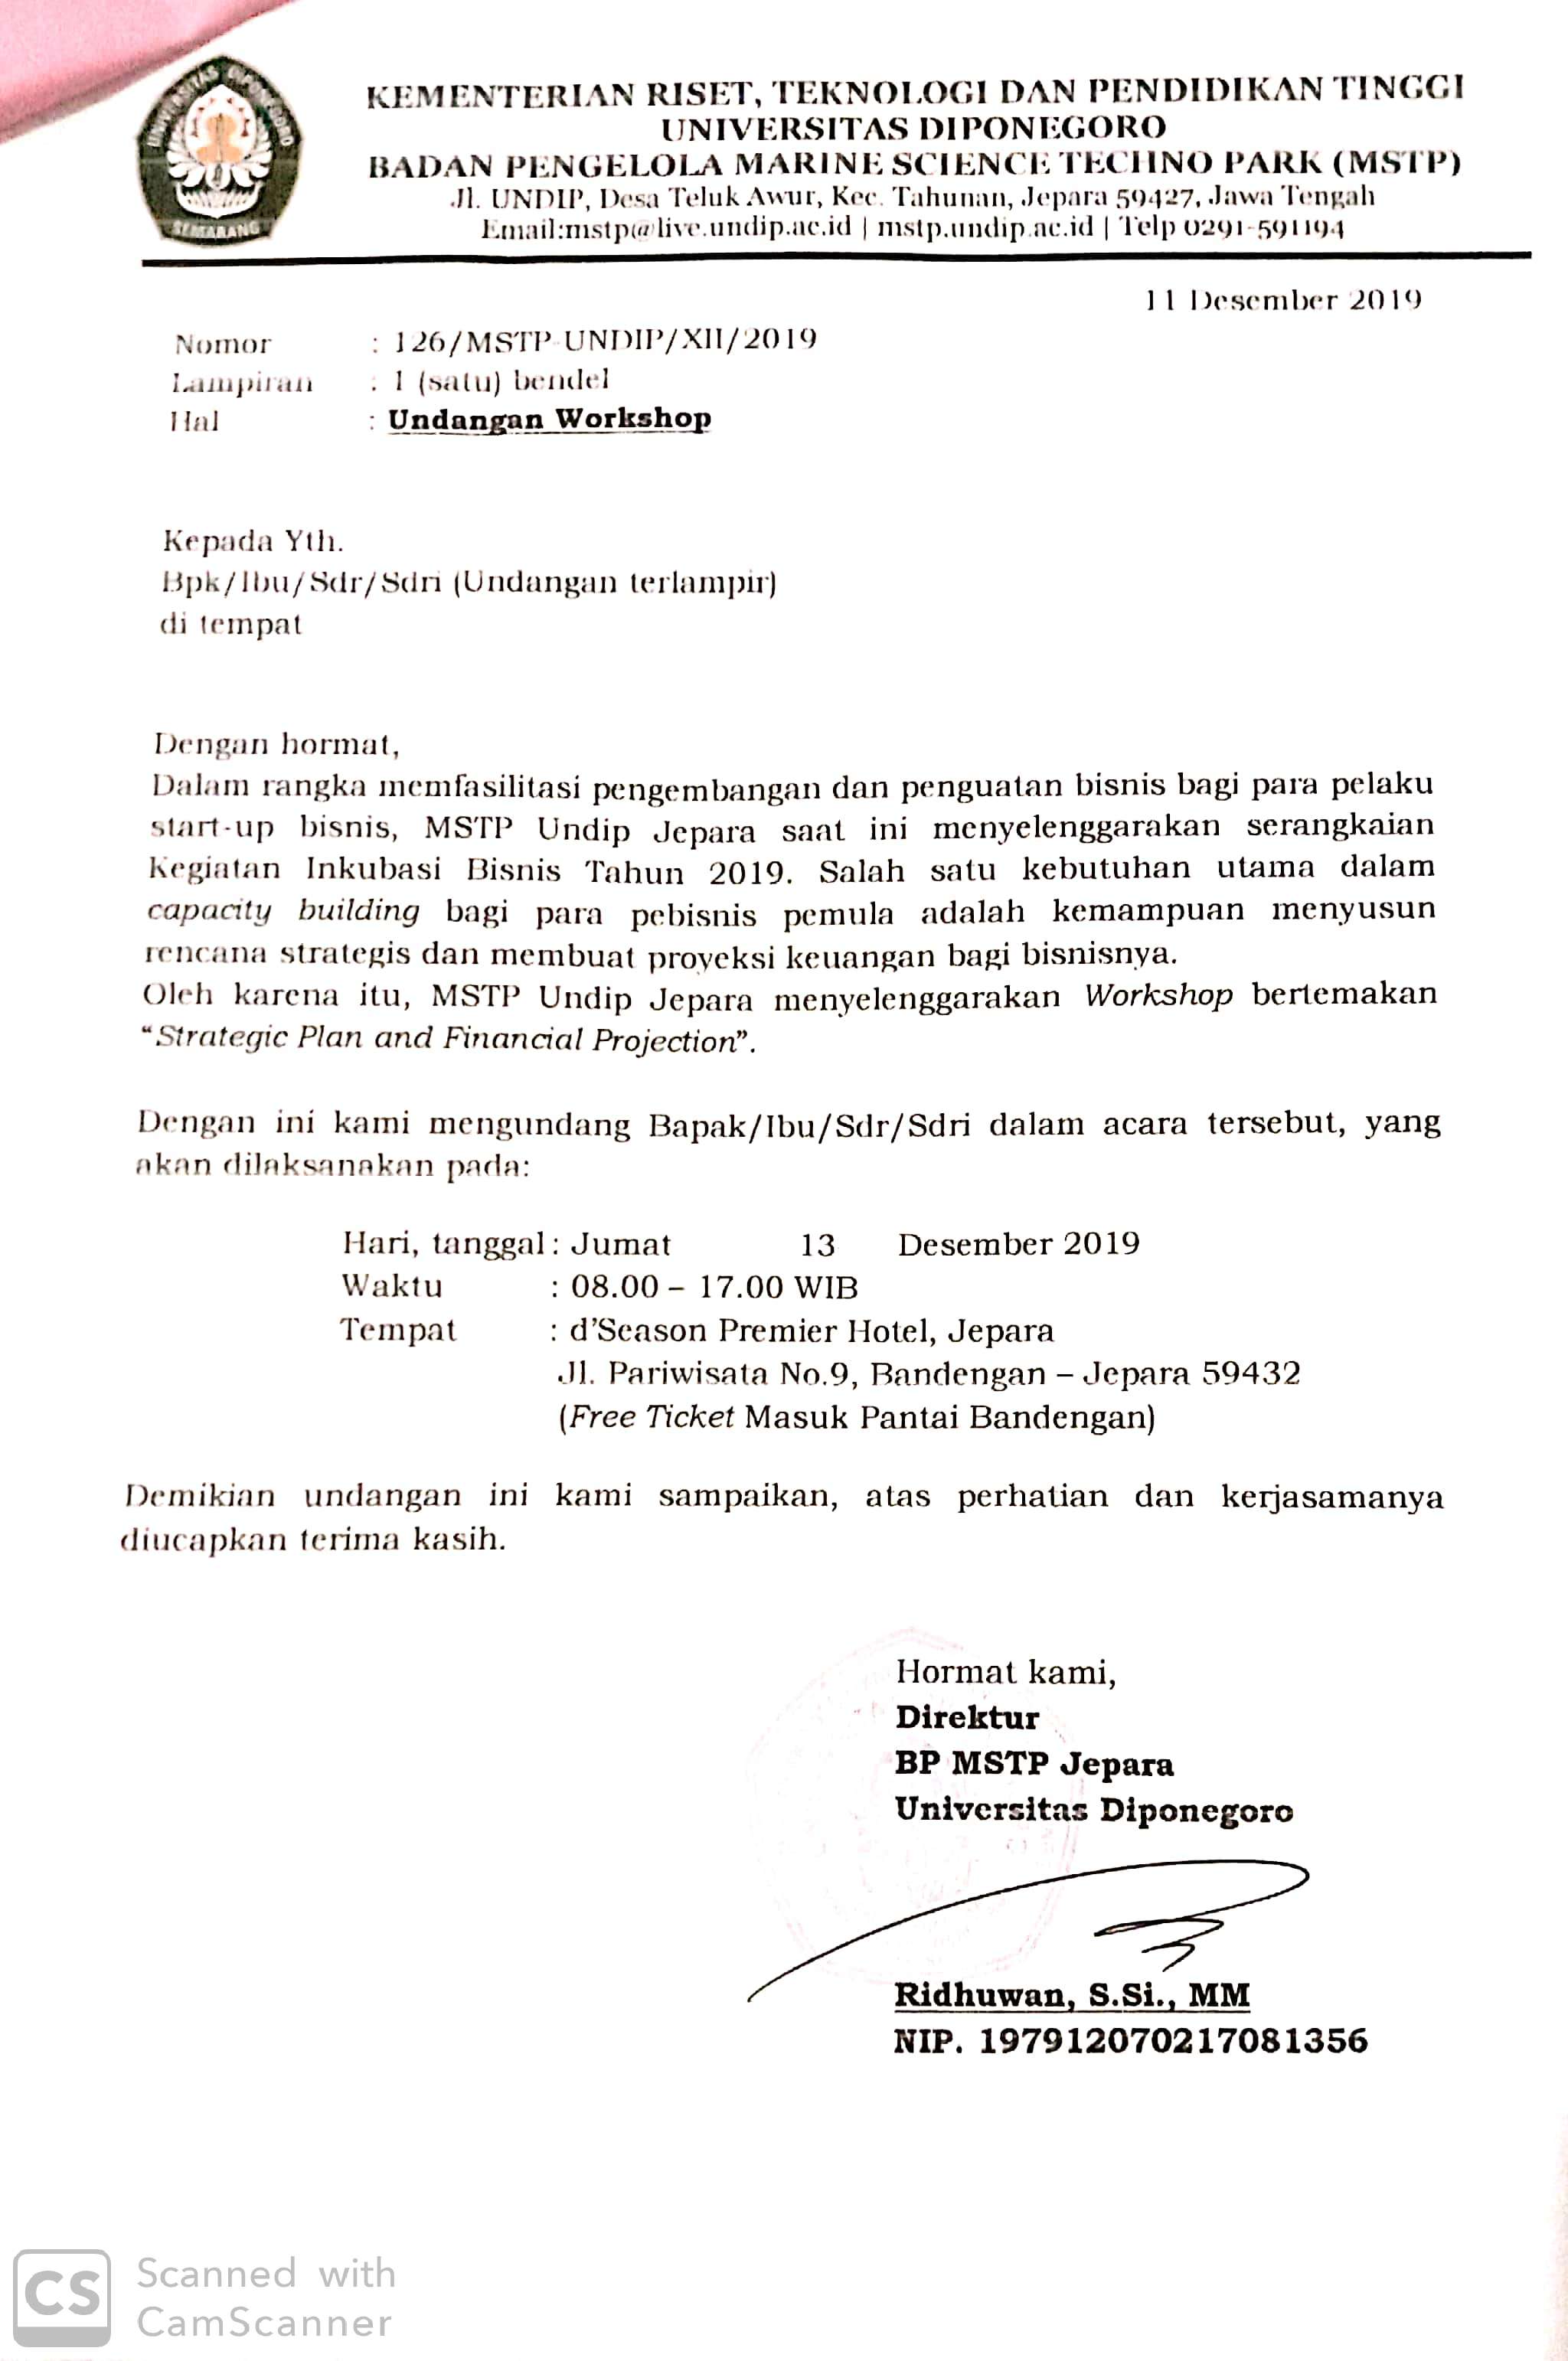 UNIVERSITAS DIPONEGORO
SEMARANG
KEMENTERIAN RISET, TEKNOLOGI DAN PENDIDIKAN TINGGI
UNIVERSITAS DIPONEGORO
BADAN PENGELOLA MARINE SCIENCE TECHNO PARK (MSTP)
Jl. UNDIP, Desa Teluk Awur, Kec. Tahunan, Jepara 59427, Jawa Tengah
Email:mstp@live.undip.ac.id | mstp.undip.ac.id | Telp 0291-591194
11 Desember 2019
Nomor : 126/MSTP-UNDIP/XII/2019
Lampiran : 1 (satu) bendel
Hal : Undangan Workshop
Kepada Yth.
Bpk/Ibu/Sdr/Sdri (Undangan terlampir)
di tempat
Dengan hormat,
Dalam rangka memfasilitasi pengembangan dan penguatan bisnis bagi para pelaku
start-up bisnis, MSTP Undip Jepara saat ini menyelenggarakan serangkaian
Kegiatan Inkubasi Bisnis Tahun 2019. Salah satu kebutuhan utama dalam
capacity building bagi para pebisnis pemula adalah kemampuan menyusun
rencana strategis dan membuat proyeksi keuangan bagi bisnisnya.
Oleh karena itu, MSTP Undip Jepara menyelenggarakan Workshop bertemakan
“Strategic Plan and Financial Projection”.
Dengan ini kami mengundang Bapak/Ibu/Sdr/Sdri dalam acara tersebut, yang
akan dilaksanakan pada:
Hari, tanggal : Jumat 13 Desember 2019
Waktu : 08.00 – 17.00 WIB
Tempat : d’Season Premier Hotel, Jepara
Jl. Pariwisata No.9, Bandengan – Jepara 59432
(Free Ticket Masuk Pantai Bandengan)
Demikian undangan ini kami sampaikan, atas perhatian dan kerjasamanya
diucapkan terima kasih.
Hormat kami,
Direktur
BP MSTP Jepara
Universitas Diponegoro
Ridhuwan, S.Si., MM
NIP. 197912070217081356
CS Scanned with
CamScanner